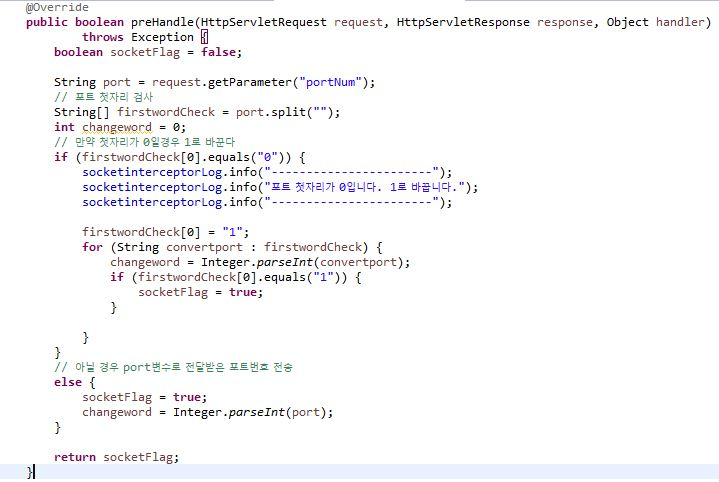 @Override
public boolean preHandle(HttpServletRequest request, HttpServletResponse response, Object handler)
        throws Exception {
    boolean socketFlag = false;

    String port = request.getParameter("portNum");
    // 포트 첫자리 검사
    String[] firstwordCheck = port.split("");
    int changeword = 0;
    // 만약 첫자리가 0일경우 1로 바꾼다
    if (firstwordCheck[0].equals("0")) {
        socketinterceptorLog.info("-----------------------");
        socketinterceptorLog.info("포트 첫자리가 0입니다. 1로 바꿉니다.");
        socketinterceptorLog.info("-----------------------");

        firstwordCheck[0] = "1";
        for (String convertport : firstwordCheck) {
            changeword = Integer.parseInt(convertport);
            if (firstwordCheck[0].equals("1")) {
                socketFlag = true;
            }

        }
    }
    // 아닐 경우 port변수로 전달받은 포트번호 전송
    else {
        socketFlag = true;
        changeword = Integer.parseInt(port);
    }

    return socketFlag;
}